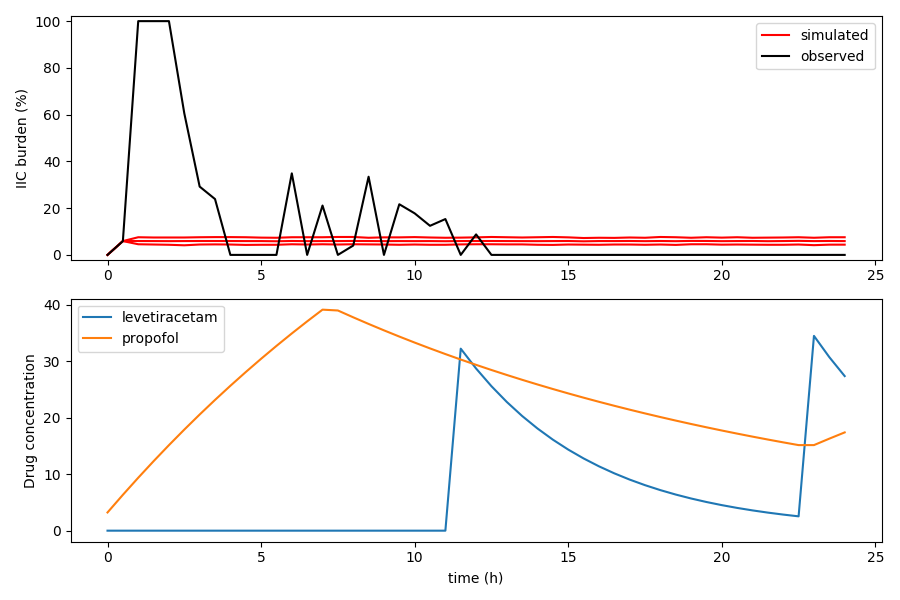 IIC burden (%)
100
80
60
40
20
0
simulated
observed
0 5 10 15 20 25
Drug concentration
40
30
20
10
0
levetiracetam
propofol
0 5 10 15 20 25
time (h)